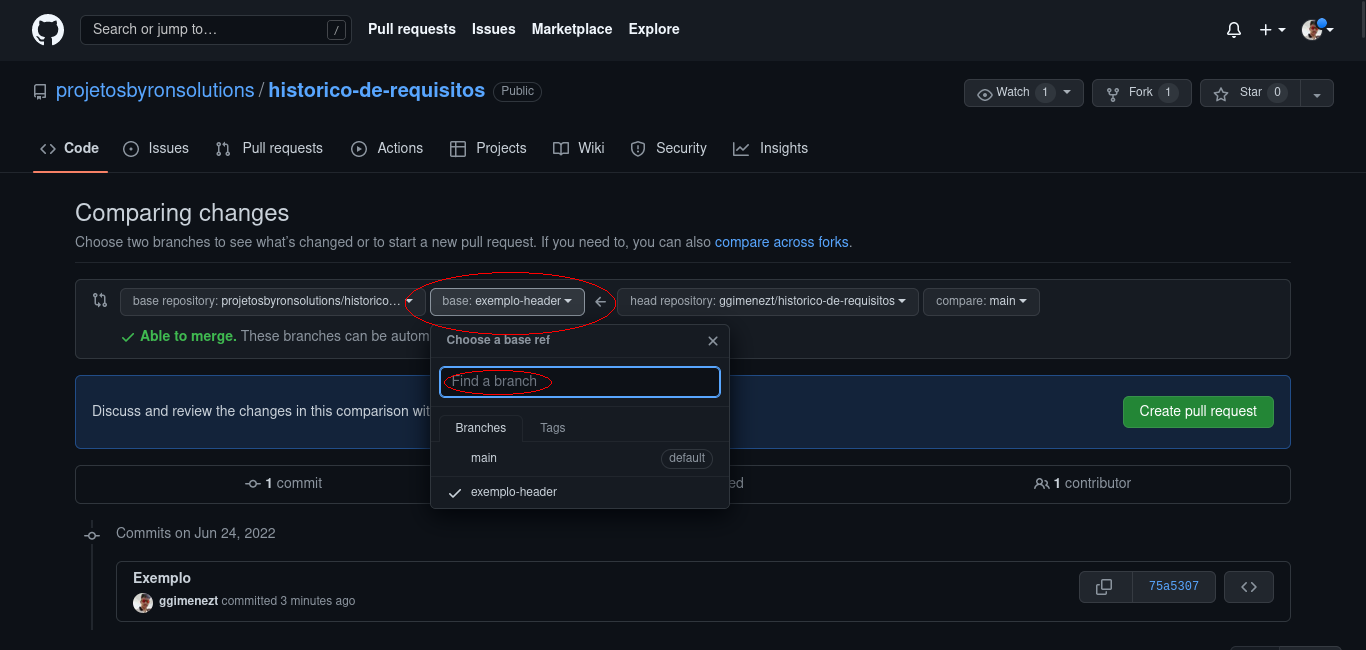 Search or jump to…
/
Pull requests Issues Marketplace Explore
projetosbyronsolutions / historico-de-requisitos Public
Watch 1 Fork 1 Star 0
Code Issues Pull requests Actions Projects Wiki Security Insights
Comparing changes
Choose two branches to see what's changed or to start a new pull request. If you need to, you can also compare across forks.
base repository: projetosbyronsolutions/historico… base: exemplo-header head repository: ggimenezt/historico-de-requisitos compare: main
Able to merge. These branches can be autom
Choose a base ref
Find a branch
Branches Tags
main default
exemplo-header
Discuss and review the changes in this comparison wit
Create pull request
1 commit
ed
1 contributor
Commits on Jun 24, 2022
Exemplo
ggimenezt committed 3 minutes ago
75a5307